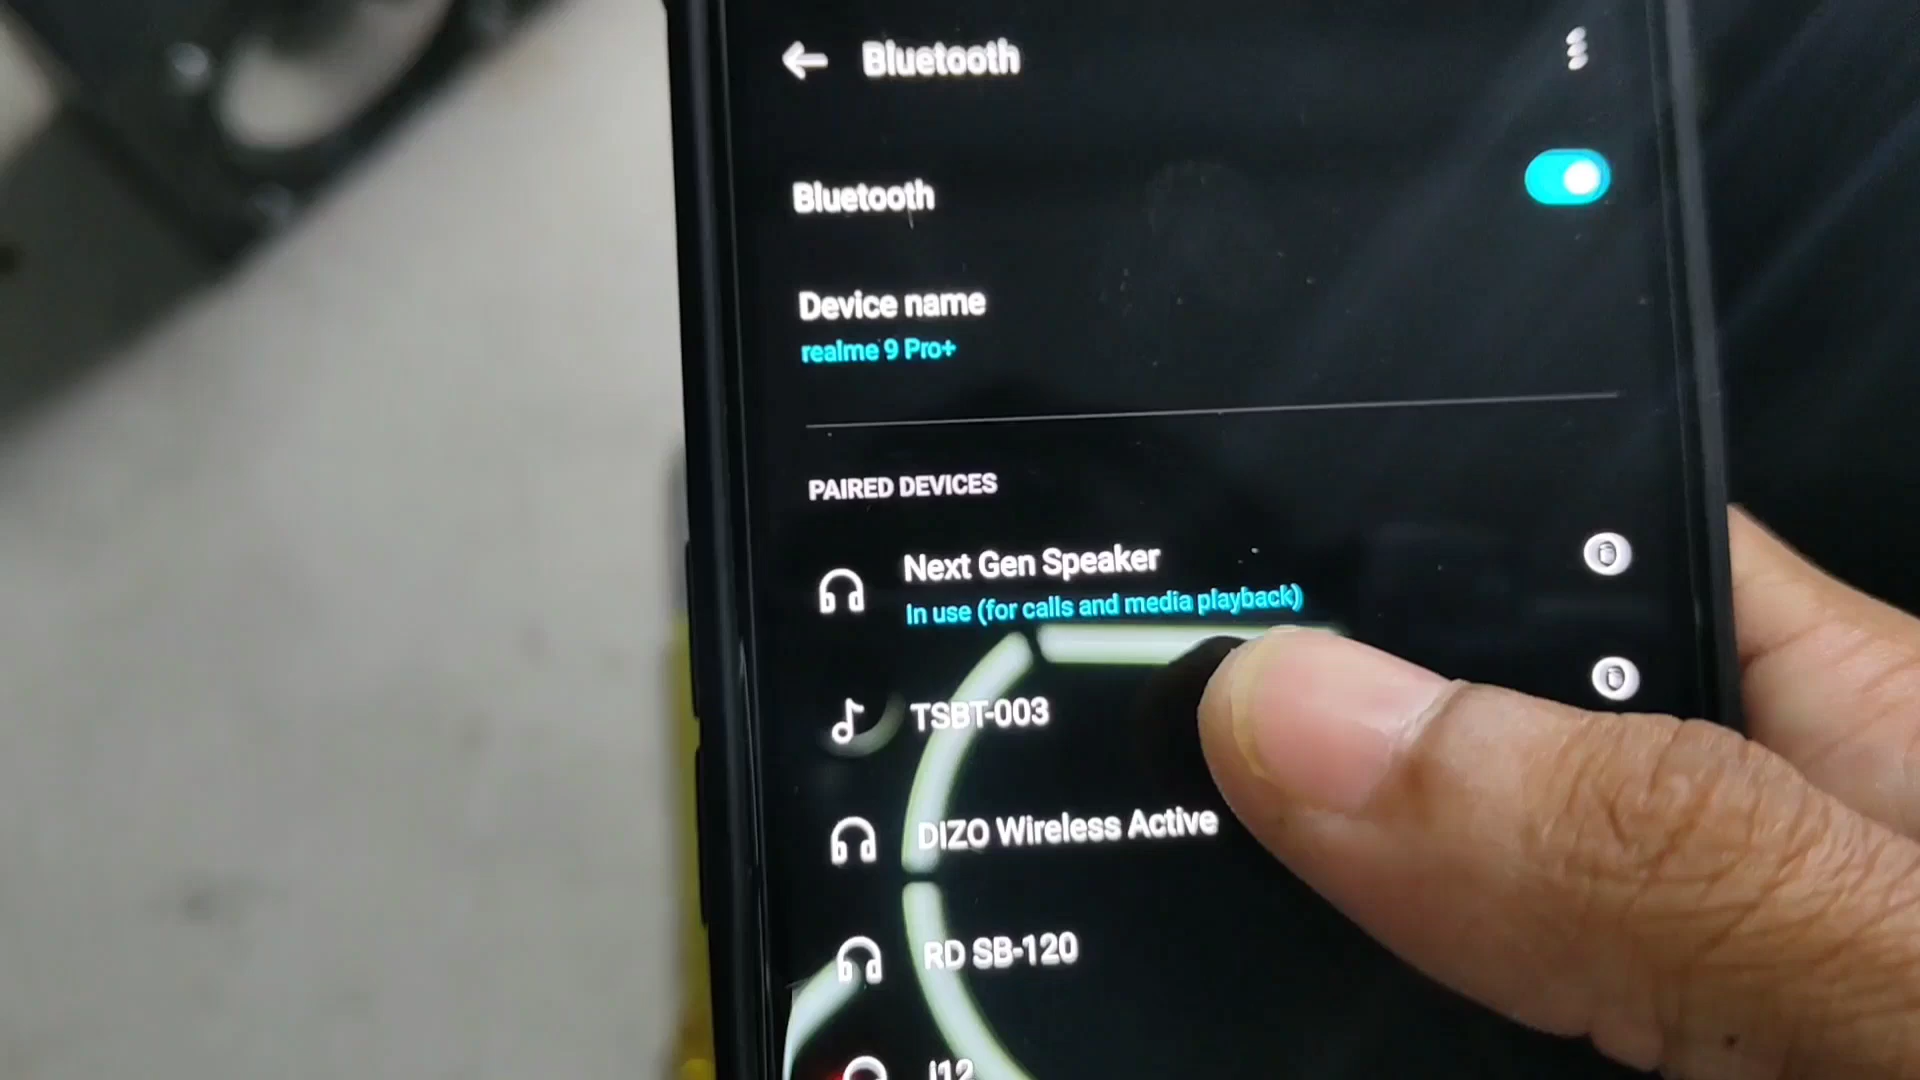 Bluetooth
Bluetooth
Device name
realme 9 Pro+
PAIRED DEVICES
Next Gen Speaker
In use (for calls and media playback)
TSBT-003
DIZO Wireless Active
RD SB-120